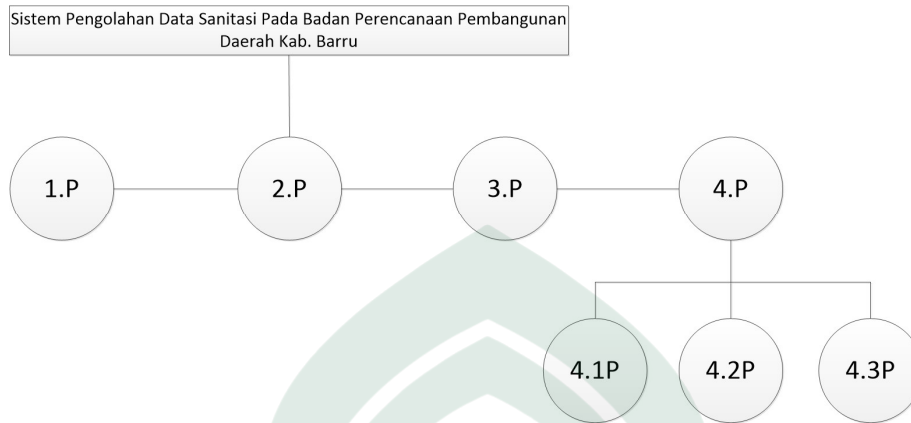 Sistem Pengolahan Data Sanitasi Pada Badan Perencanaan Pembangunan
Daerah Kab. Barru
1.P
2.P
3.P
4.P
4.1P
4.2P
4.3P